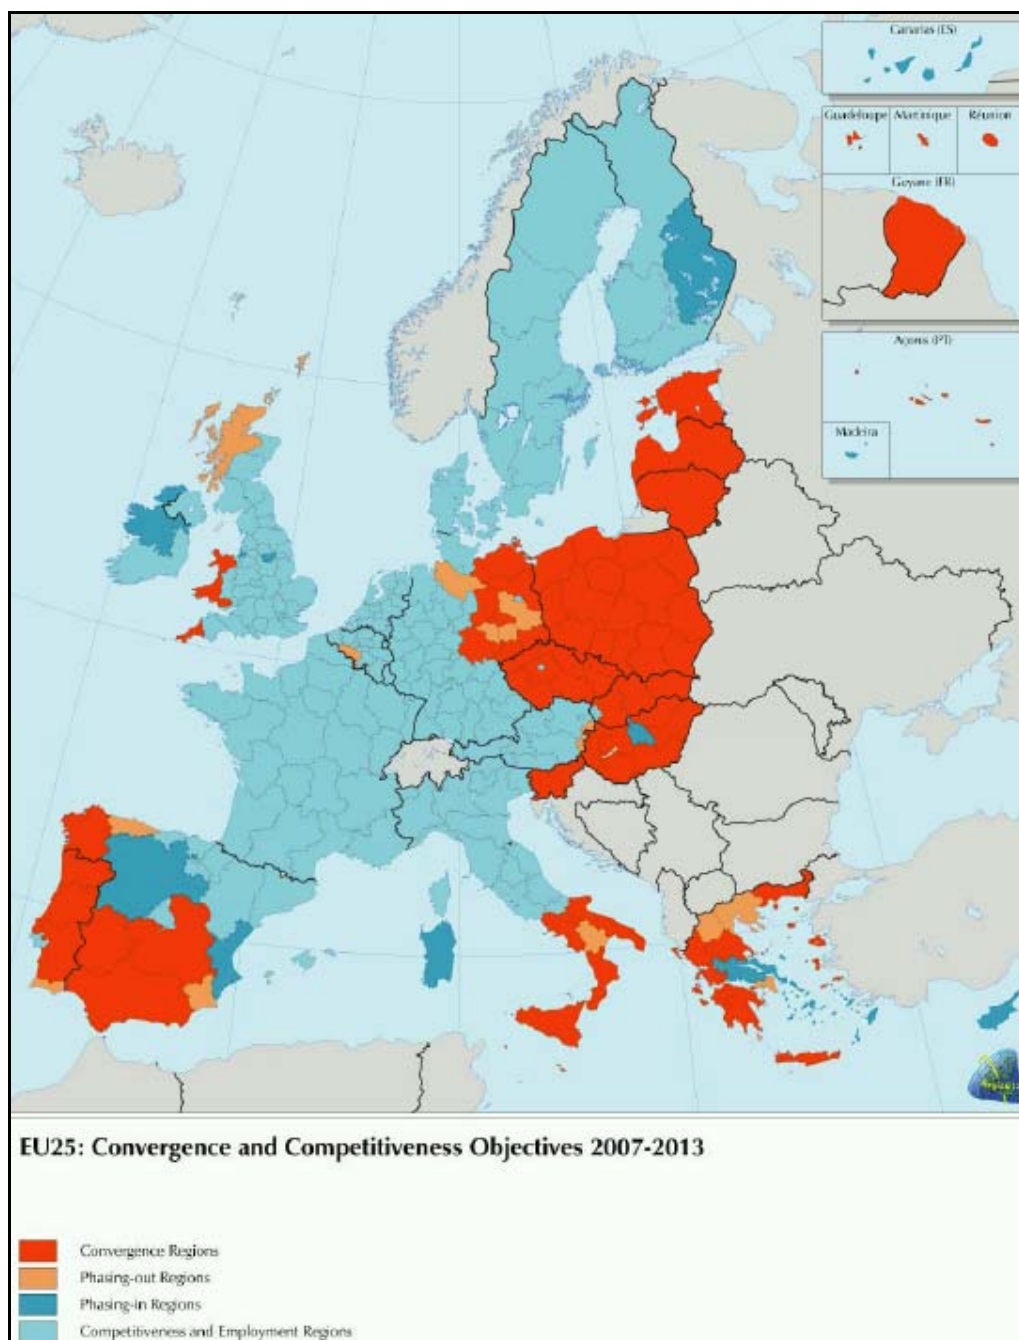 Canarias (ES)
Guadeloupe
Martinique
Réunion
Guyane (FR)
Açores (PT)
Madeira
EU25: Convergence and Competitiveness Objectives 2007-2013
Convergence Regions
Phasing-out Regions
Phasing-in Regions
Competitiveness and Employment Regions